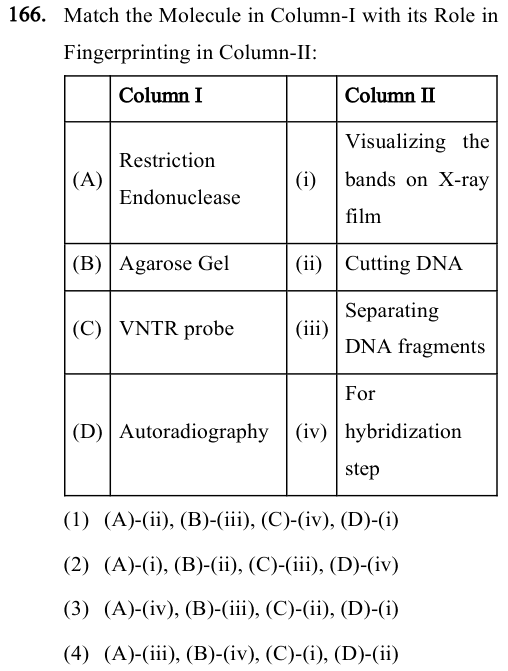 166. Match the Molecule in Column-I with its Role in
Fingerprinting in Column-II:
Column I Column II
(A) Restriction Endonuclease (i) Visualizing the bands on X-ray film
(B) Agarose Gel (ii) Cutting DNA
(C) VNTR probe (iii) Separating DNA fragments
(D) Autoradiography (iv) For hybridization step
(1) (A)-(ii), (B)-(iii), (C)-(iv), (D)-(i)
(2) (A)-(i), (B)-(ii), (C)-(iii), (D)-(iv)
(3) (A)-(iv), (B)-(iii), (C)-(ii), (D)-(i)
(4) (A)-(iii), (B)-(iv), (C)-(i), (D)-(ii)